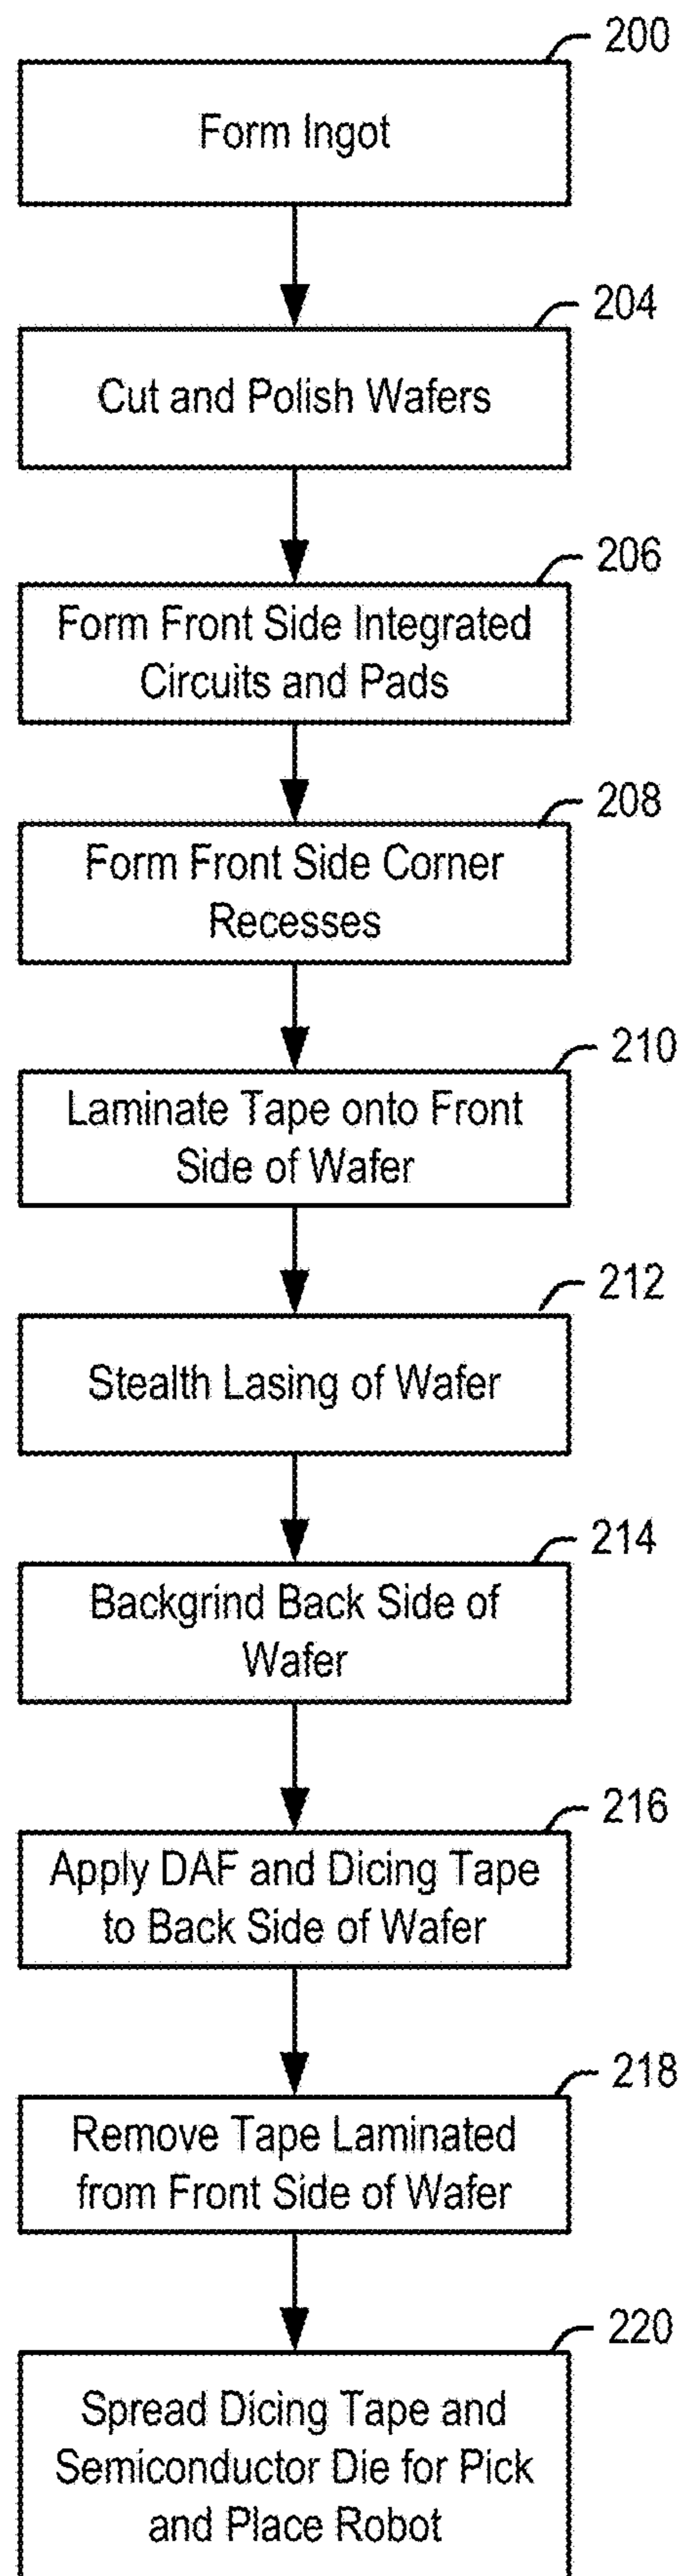 200
Form Ingot
204
Cut and Polish Wafers
206
Form Front Side Integrated
Circuits and Pads
208
Form Front Side Corner
Recesses
210
Laminate Tape onto Front
Side of Wafer
212
Stealth Lasing of Wafer
214
Backgrind Back Side of
Wafer
216
Apply DAF and Dicing Tape
to Back Side of Wafer
218
Remove Tape Laminated
from Front Side of Wafer
220
Spread Dicing Tape and
Semiconductor Die for Pick
and Place Robot